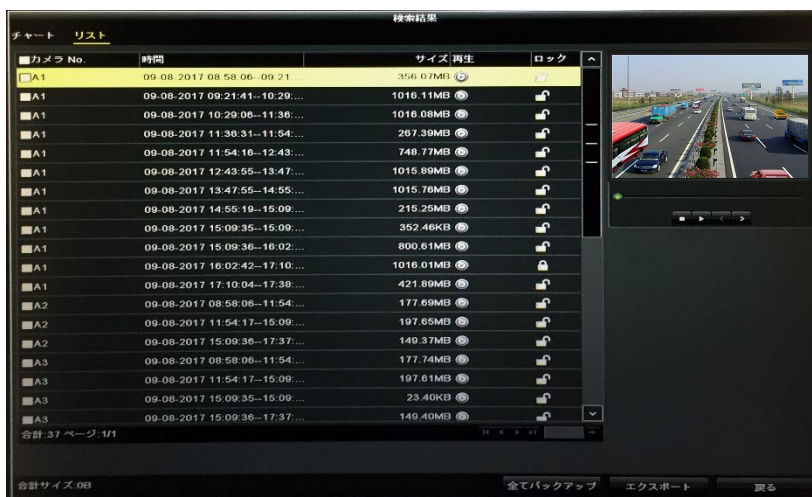 検索結果
チャート リスト
カメラ No. 時間 サイズ 再生 ロック
A1 09-08-2017 08:58:06--09:21:... 356.07MB
A1 09-08-2017 09:21:41--10:29:... 1016.11MB
A1 09-08-2017 10:29:06--11:36:... 1016.08MB
A1 09-08-2017 11:36:31--11:54:... 267.39MB
A1 09-08-2017 11:54:16--12:43:... 748.77MB
A1 09-08-2017 12:43:55--13:47:... 1015.89MB
A1 09-08-2017 13:47:55--14:55:... 1015.76MB
A1 09-08-2017 14:55:19--15:09:... 215.25MB
A1 09-08-2017 15:09:35--15:09:... 352.46KB
A1 09-08-2017 15:09:36--16:02:... 800.61MB
A1 09-08-2017 16:02:42--17:10:... 1016.01MB
A1 09-08-2017 17:10:04--17:38:... 421.89MB
A2 09-08-2017 08:58:06--11:54:... 177.69MB
A2 09-08-2017 11:54:17--15:09:... 197.65MB
A2 09-08-2017 15:09:36--17:37:... 149.37MB
A3 09-08-2017 08:58:06--11:54:... 177.74MB
A3 09-08-2017 11:54:17--15:09:... 197.61MB
A3 09-08-2017 15:09:35--15:09:... 23.40KB
A3 09-08-2017 15:09:36--17:37:... 149.40MB
合計:37 ページ:1/1
合計サイズ:0B 全てバックアップ エクスポート 戻る